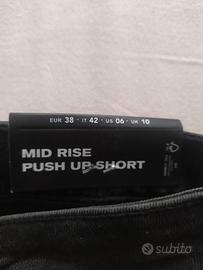 EUR 38 • IT 42 • US 06 • UK 10
MID RISE
PUSH UP SHORT
subito